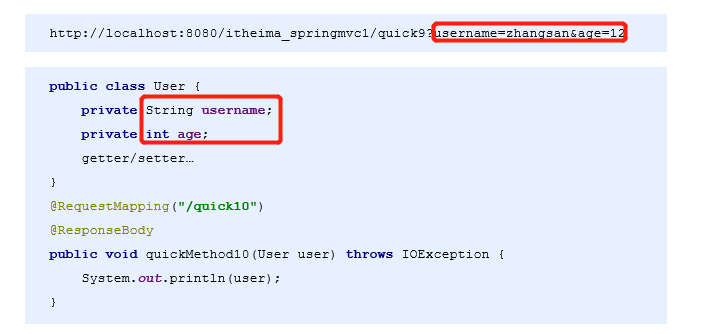 http://localhost:8080/itheima_springmvc1/quick9?username=zhangsan&age=12
public class User {
private String username;
private int age;
getter/setter…
}
@RequestMapping("/quick10")
@ResponseBody
public void quickMethod10(User user) throws IOException {
System.out.println(user);
}